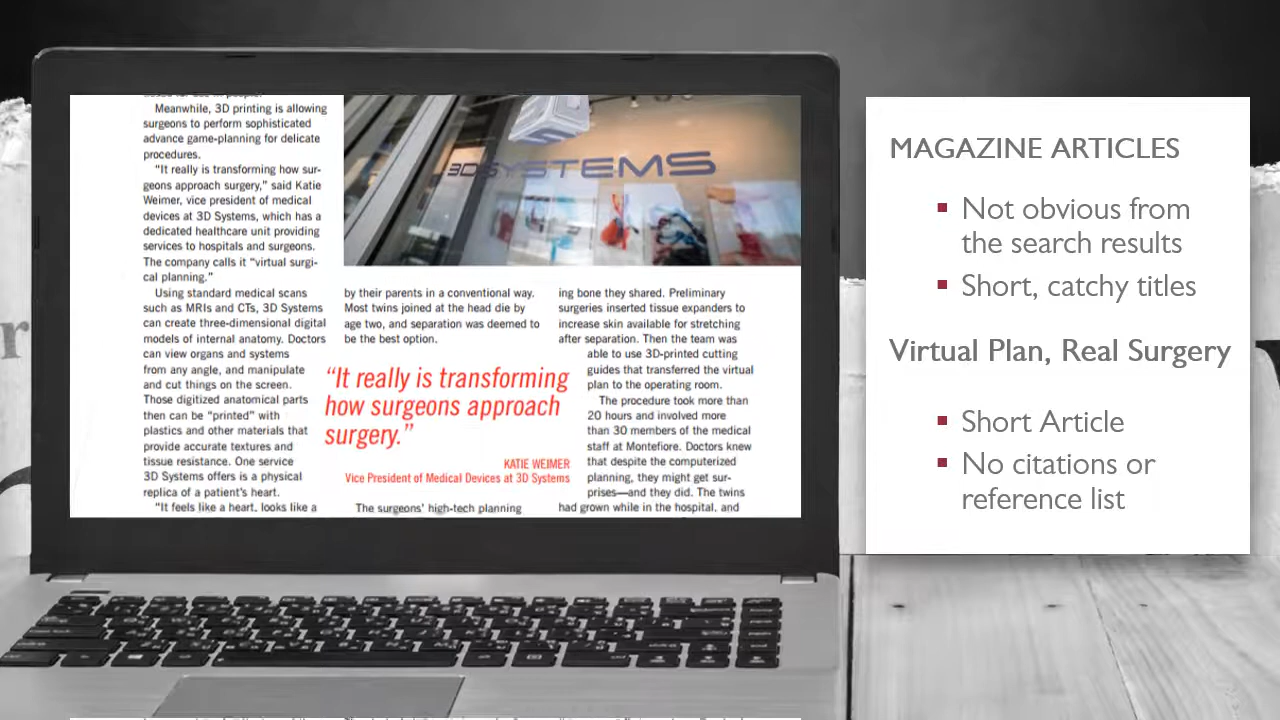 Meanwhile, 3D printing is allowing
surgeons to perform sophisticated
advance game-planning for delicate
procedures.
“It really is transforming how sur-
geons approach surgery,” said Katie
Weimer, vice president of medical
devices at 3D Systems, which has a
dedicated healthcare unit providing
services to hospitals and surgeons.
The company calls it “virtual surgi-
cal planning.”
Using standard medical scans
such as MRIs and CTs, 3D Systems
can create three-dimensional digital
models of internal anatomy. Doctors
can view organs and systems
from any angle, and manipulate
and cut things on the screen.
Those digitized anatomical parts
then can be “printed” with
plastics and other materials that
provide accurate textures and
tissue resistance. One service
3D Systems offers is a physical
replica of a patient’s heart.
“It feels like a heart, looks like a
3DSYSTEMS
by their parents in a conventional way.
Most twins joined at the head die by
age two, and separation was deemed to
be the best option.
“It really is transforming
how surgeons approach
surgery.”
KATIE WEIMER
Vice President of Medical Devices at 3D Systems
The surgeons’ high-tech planning
ing bone they shared. Preliminary
surgeries inserted tissue expanders to
increase skin available for stretching
after separation. Then the team was
able to use 3D-printed cutting
guides that transferred the virtual
plan to the operating room.
The procedure took more than
20 hours and involved more
than 30 members of the medical
staff at Montefiore. Doctors knew
that despite the computerized
planning, they might get sur-
prises—and they did. The twins
had grown while in the hospital, and
MAGAZINE ARTICLES
Not obvious from
the search results
Short, catchy titles
Virtual Plan, Real Surgery
Short Article
No citations or
reference list